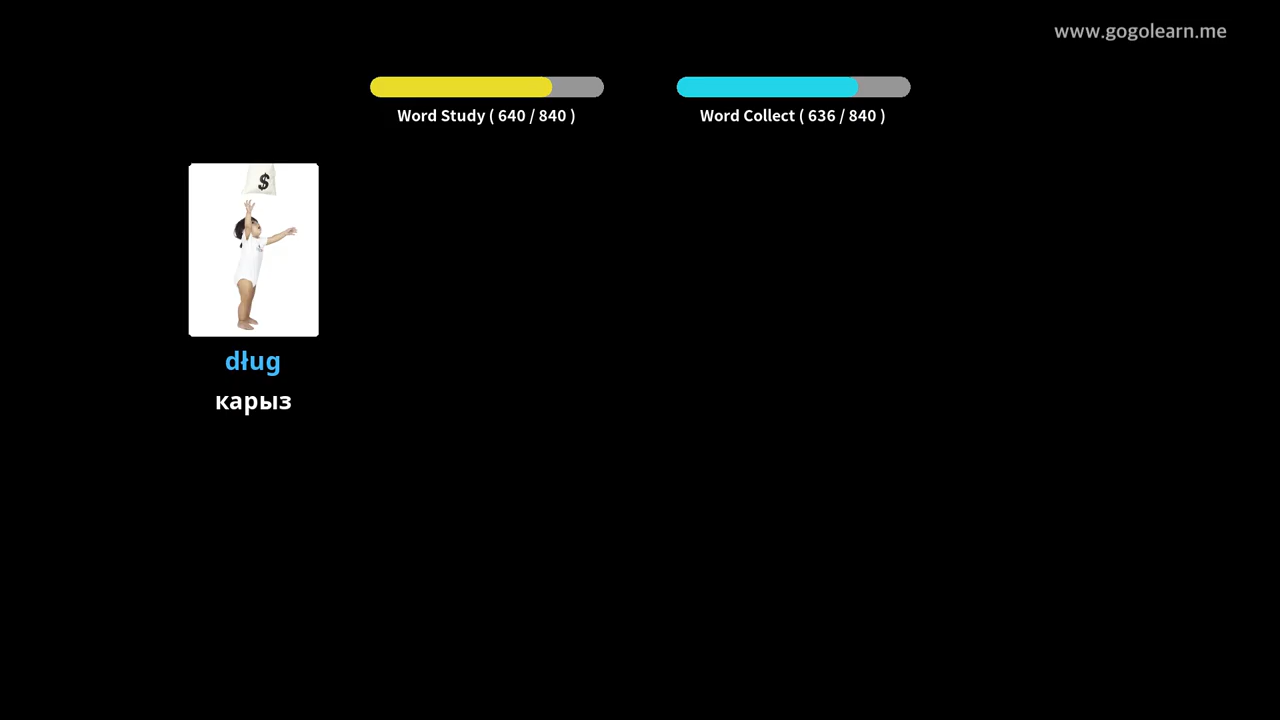 www.gogolearn.me
Word Study ( 640 / 840 )
Word Collect ( 636 / 840 )
$
dług
карыз